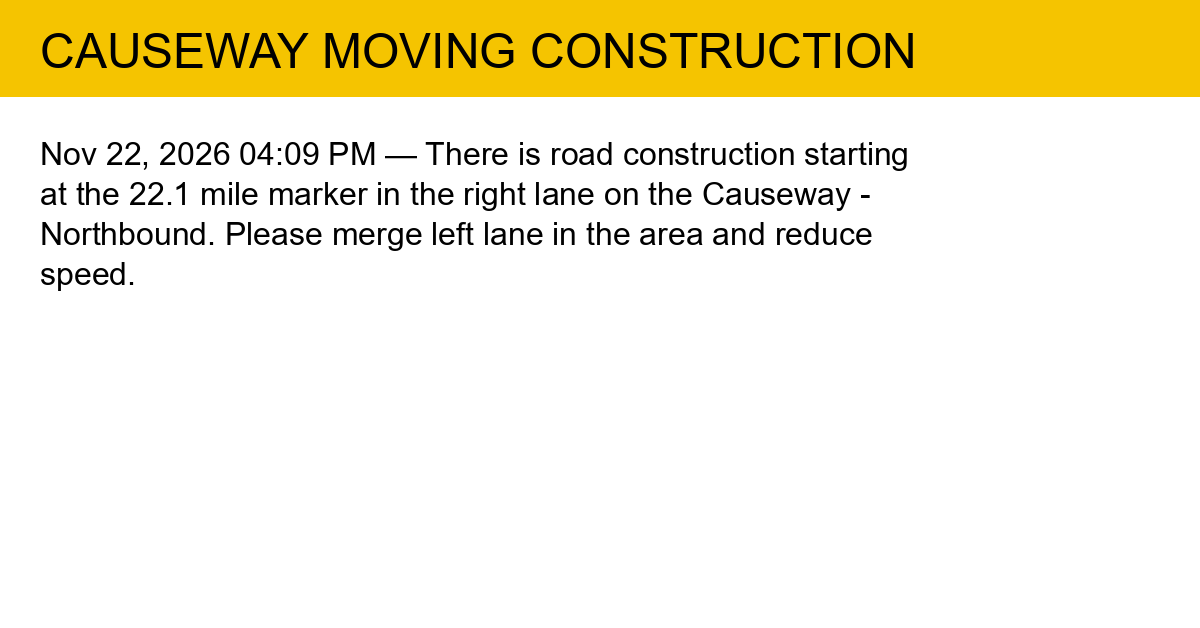 CAUSEWAY MOVING CONSTRUCTION
Nov 22, 2026 04:09 PM — There is road construction starting
at the 22.1 mile marker in the right lane on the Causeway -
Northbound. Please merge left lane in the area and reduce
speed.